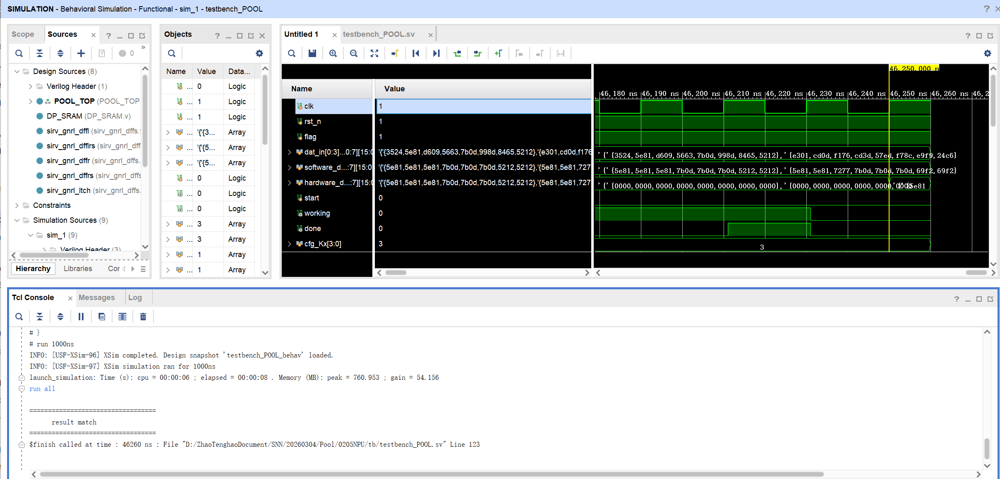 SIMULATION - Behavioral Simulation - Functional - sim_1 - testbench_POOL
Scope
Sources
Objects
Untitled 1
testbench_POOL.sv
0
Design Sources (8)
Verilog Header (1)
POOL_TOP (POOL_TOP.
DP_SRAM (DP_SRAM.v)
sirv_gnrl_dffl (sirv_gnrl_dffs.
sirv_gnrl_dfflrs (sirv_gnrl_dff
sirv_gnrl_dffr (sirv_gnrl_dffs.
sirv_gnrl_dffrs (sirv_gnrl_dffs
sirv_gnrl_ltch (sirv_gnrl_dffs.
Constraints
Simulation Sources (9)
sim_1 (9)
Verilog Header (3)
Hierarchy
Libraries
Cor
Name Value Data...
... 0 Logic
... 1 Logic
... 1 Logic
... '{'{3... Array
... '{'{5... Array
... '{'{5... Array
... 0 Logic
... 0 Logic
... 0 Logic
... 3 Array
... 3 Array
... 1 Array
... 1 Array
Name Value
clk 1
rst_n 1
flag 1
dat_in[0:3]...0:7][15:0 '{'{3524,5e81,d609,5663,7b0d,998d,8465,5212},'{e301,cd0d,f176
software_d...:7][15:0] '{'{5e81,5e81,5e81,7b0d,7b0d,7b0d,5212,5212},'{5e81,5e81,727
hardware_d...:7][15:0 '{'{5e81,5e81,5e81,7b0d,7b0d,7b0d,5212,5212},'{5e81,5e81,727
start 0
working 0
done 0
cfg_Kx[3:0] 3
46,250.000 n
46,180 ns 46,190 ns 46,200 ns 46,210 ns 46,220 ns 46,230 ns 46,240 ns 46,250 ns 46,260 ns 46,2
'{'{3524,5e81,d609,5663,7b0d,998d,8465,5212},'{e301,cd0d,f176,cd3d,57ed,f78c,e9f9,24c6}
'{'{5e81,5e81,5e81,7b0d,7b0d,7b0d,5212,5212},'{5e81,5e81,7277,7b0d,7b0d,7b0d,69f2,69f2}
'{'{0000,0000,0000,0000,0000,0000,0000,0000},'{0000,0000,0000,0000,0000,
3
Tcl Console
Messages
Log
# }
# run 1000ns
INFO: [USF-XSim-96] XSim completed. Design snapshot 'testbench_POOL_behav' loaded.
INFO: [USF-XSim-97] XSim simulation ran for 1000ns
launch_simulation: Time (s): cpu = 00:00:06 ; elapsed = 00:00:08 . Memory (MB): peak = 760.953 ; gain = 54.156
run all
==================================
result match
==================================
$finish called at time : 46260 ns : File "D:/ZhaoTenghaoDocument/SNN/20260304/Pool/0205NPU/tb/testbench_POOL.sv" Line 123